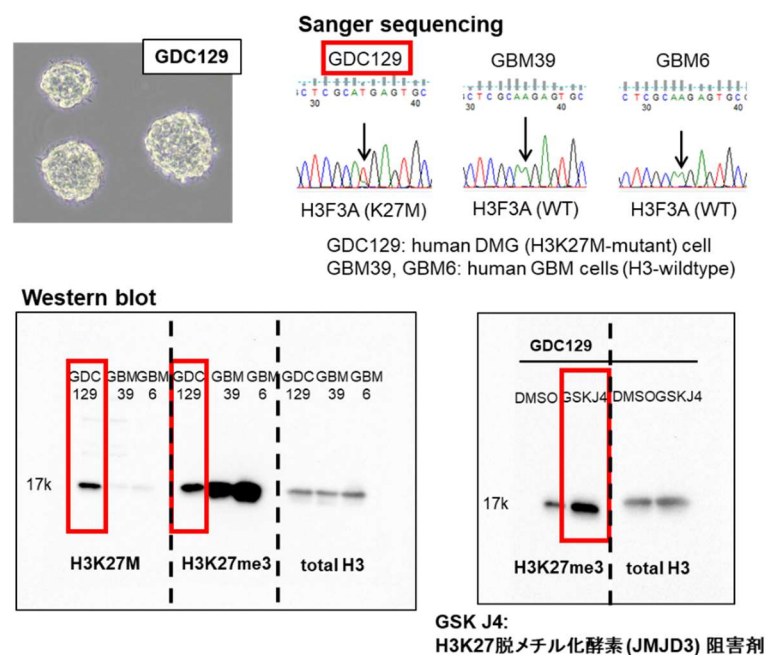 Sanger sequencing
GDC129
GDC129
GBM39
GBM6
CTCGCATGAGTGC
CTCGCAAGAGTGC
CTCGCAAGAGTGC
30 40
30 40
30 40
H3F3A (K27M)
H3F3A (WT)
H3F3A (WT)
GDC129: human DMG (H3K27M-mutant) cell
GBM39, GBM6: human GBM cells (H3-wildtype)
Western blot
GDC GBM GBM GDC GBM GBM GDC GBM GBM
129 39 6 129 39 6 129 39 6
17k
H3K27M
H3K27me3
total H3
GDC129
DMSO GSKJ4 DMSO GSKJ4
17k
H3K27me3
total H3
GSK J4:
H3K27脱メチル化酵素 (JMJD3) 阻害剤